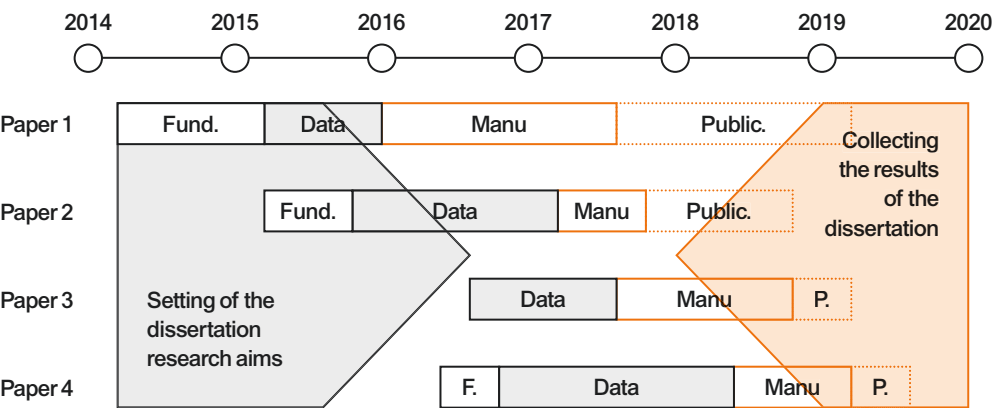 2014 2015 2016 2017 2018 2019 2020
Paper 1 Fund. Data Manu Public.
Collecting
the results
of the
dissertation
Paper 2 Fund. Data Manu Public.
Paper 3 Data Manu P.
Setting of the
dissertation
research aims
Paper 4 F. Data Manu P.